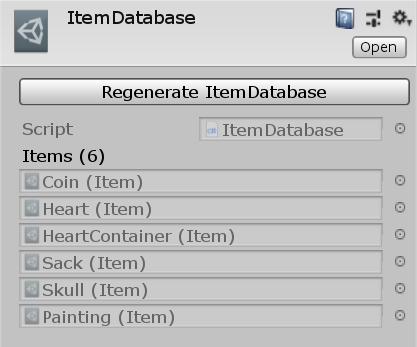 ItemDatabase
Open
Regenerate ItemDatabase
Script ItemDatabase
Items (6)
Coin (Item)
Heart (Item)
HeartContainer (Item)
Sack (Item)
Skull (Item)
Painting (Item)